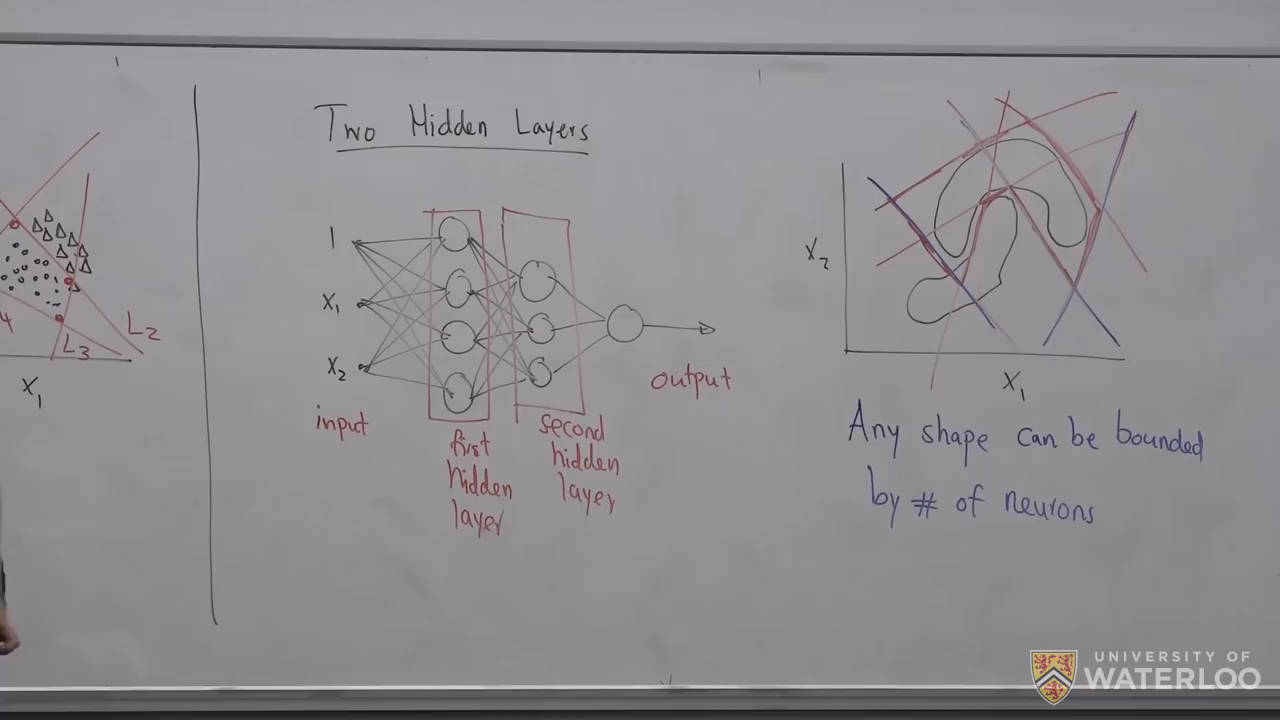 4
L3
L2
X1
Two Hidden Layers
1
X1
X2
input
first
hidden
layer
second
hidden
layer
output
X2
X1
Any shape can be bounded
by # of neurons
UNIVERSITY OF
WATERLOO